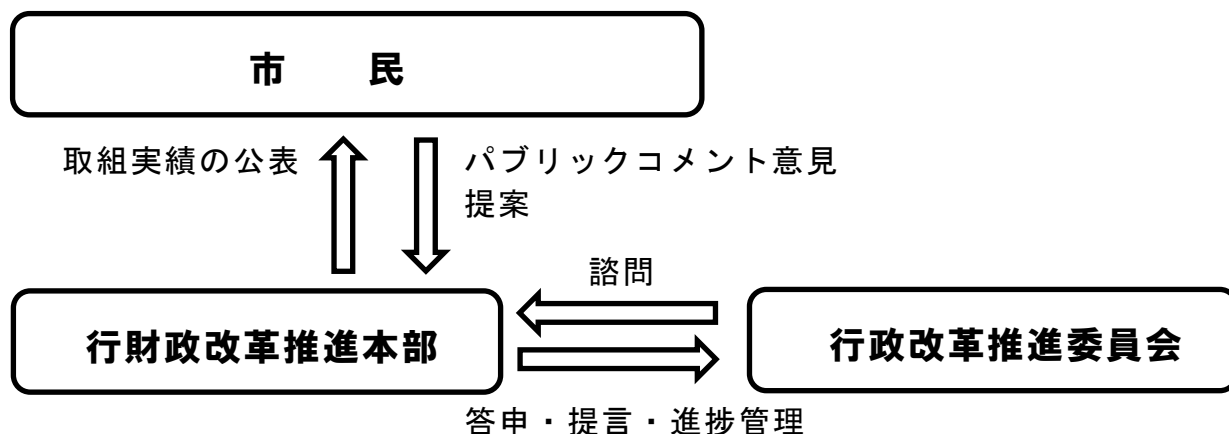 市　　民
取組実績の公表
パブリックコメント意見
提案
諮問
行財政改革推進本部
行政改革推進委員会
答申・提言・進捗管理